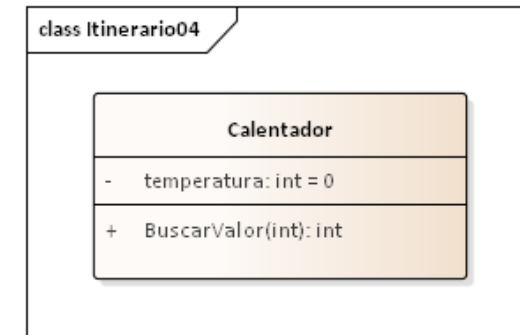 class Itinerario04
Calentador
- temperatura: int = 0
+ BuscarValor(int): int